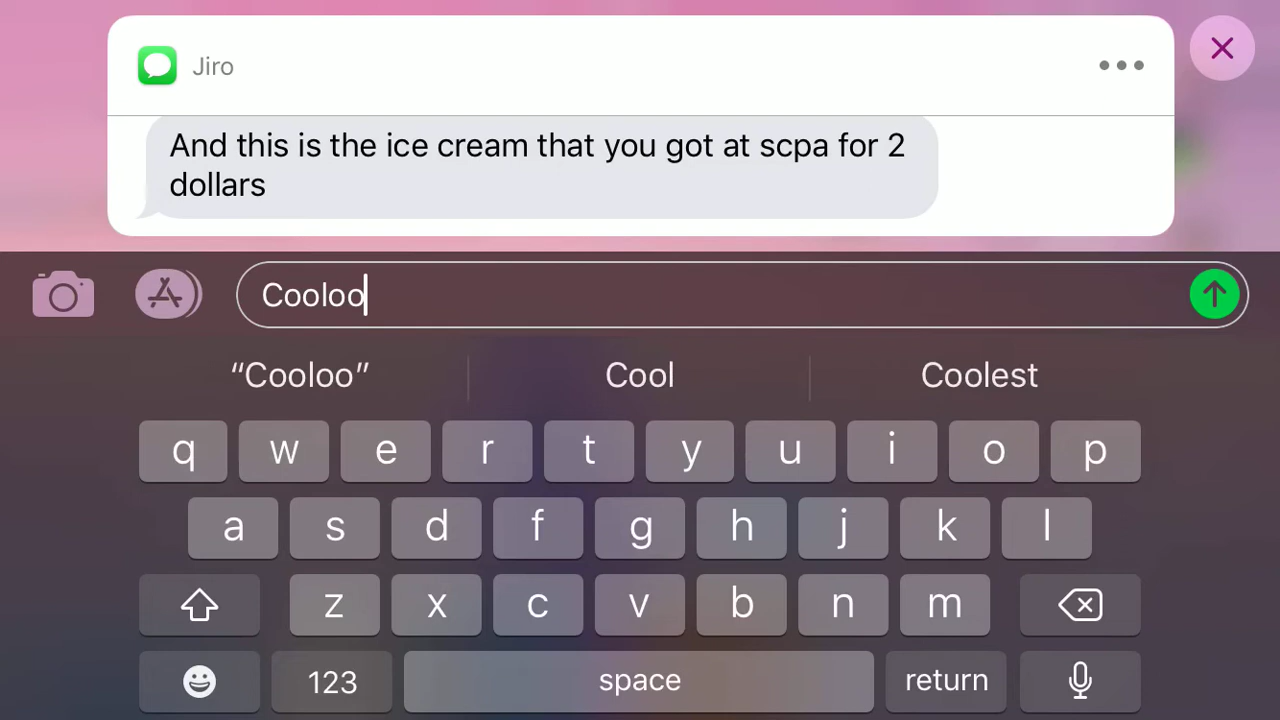 Jiro
And this is the ice cream that you got at scpa for 2
dollars
Cooloo
“Cooloo” Cool Coolest
q w e r t y u i o p
a s d f g h j k l
z x c v b n m
123 space return